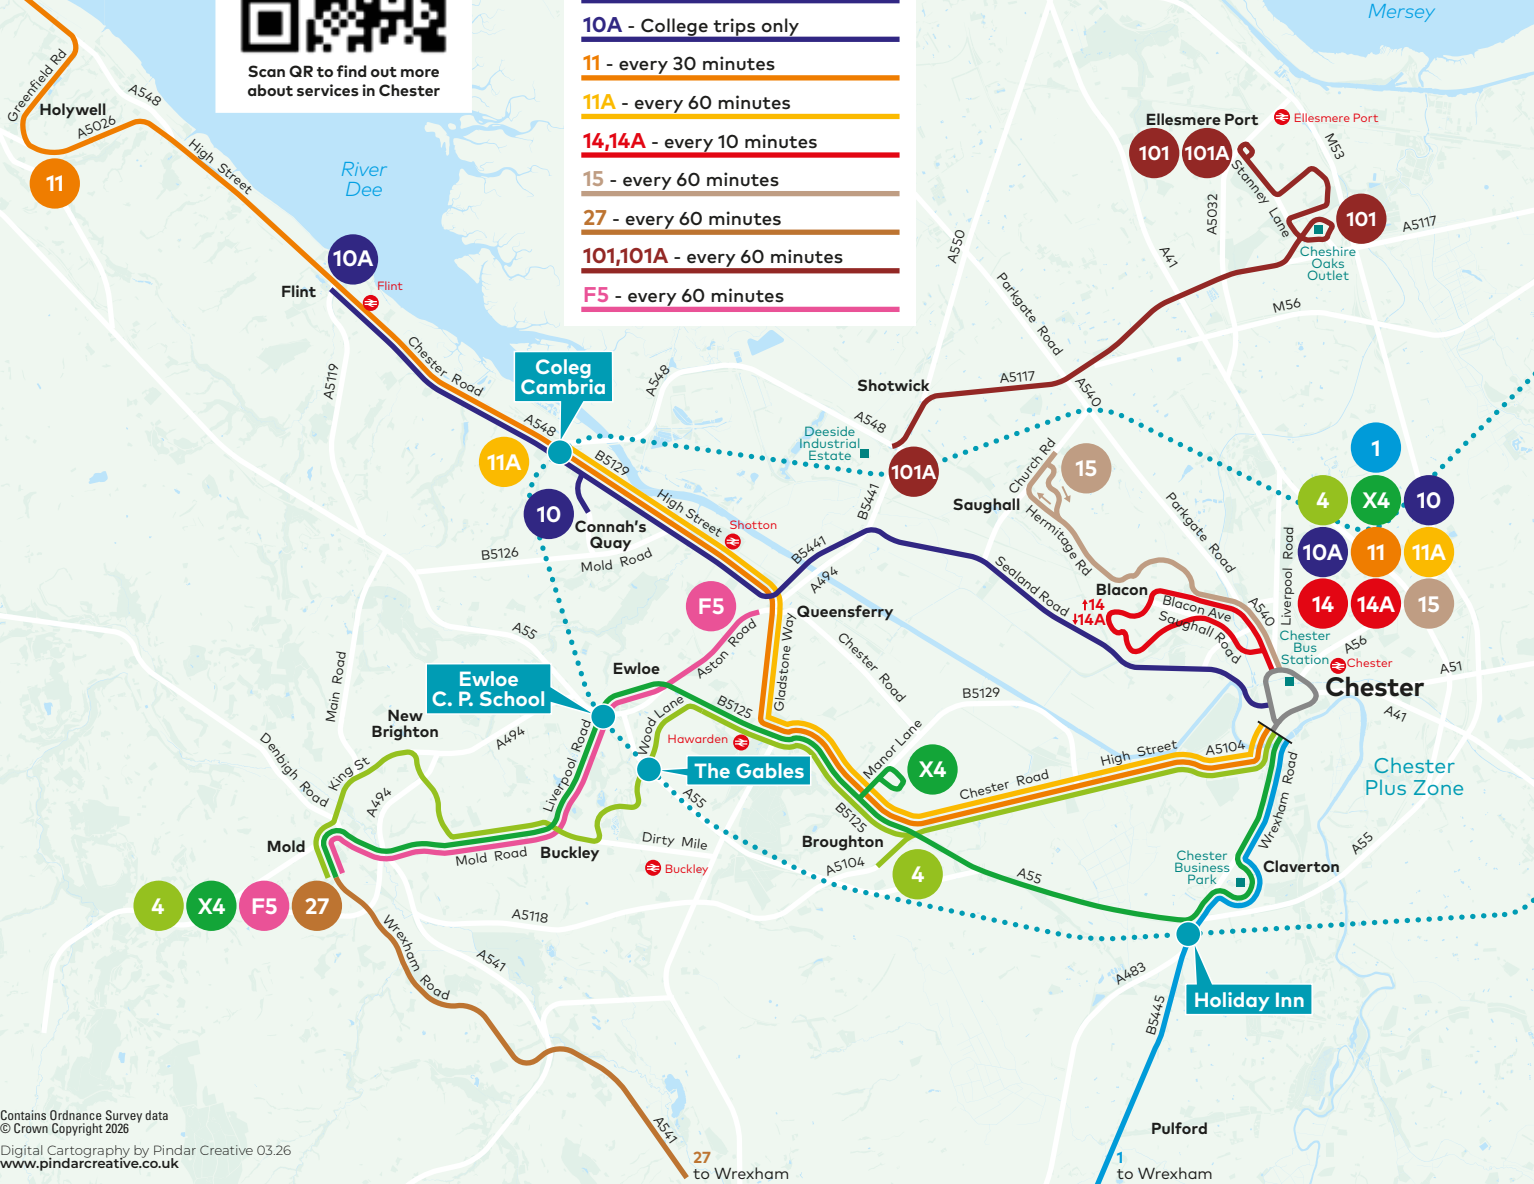 Mersey
Scan QR to find out more
about services in Chester
10A - College trips only
11 - every 30 minutes
11A - every 60 minutes
14,14A - every 10 minutes
15 - every 60 minutes
27 - every 60 minutes
101,101A - every 60 minutes
F5 - every 60 minutes
Greenfield Rd
Holywell
A548
A5026
High Street
11
River
Dee
10A
Flint
Flint
A5119
Chester Road
Coleg
Cambria
A548
A548
11A
B5129
10
Connah's
Quay
High Street
Shotton
B5126
Mold Road
Ellesmere Port
Ellesmere Port
101
101A
M53
Stanney Lane
A5032
101
A5117
Cheshire
Oaks
Outlet
A550
A41
Parkgate Road
M56
Shotwick
A5117
A540
A548
Deeside
Industrial
Estate
101A
B5441
Church Rd
15
Saughall
Hermitage Rd
Parkgate Road
B5441
A494
Sealand Road
Blacon
14
14A
Blacon Ave
Saughall Road
A540
Liverpool Road
1
4
X4
10
10A
11
11A
14
14A
15
Chester
Bus
Station
A56
Chester
A51
Chester
A41
F5
Queensferry
A55
Ewloe
Aston Road
Gladstone Way
Chester Road
B5129
Ewloe
C. P. School
Main Road
New
Brighton
A494
Wood Lane
B5125
Hawarden
Manor Lane
X4
High Street
A5104
Chester Road
The Gables
Denbigh Road
King St
A494
Liverpool Road
A55
B5125
Wrexham Road
Chester
Plus Zone
Mold
Mold Road
Buckley
Dirty Mile
Buckley
Broughton
A5104
4
A55
Chester
Business
Park
Claverton
A55
4
X4
F5
27
A5118
Wrexham Road
A541
A483
Holiday Inn
B5445
A541
Pulford
27
to Wrexham
1
to Wrexham
Contains Ordnance Survey data
© Crown Copyright 2026
Digital Cartography by Pindar Creative 03.26
www.pindarcreative.co.uk